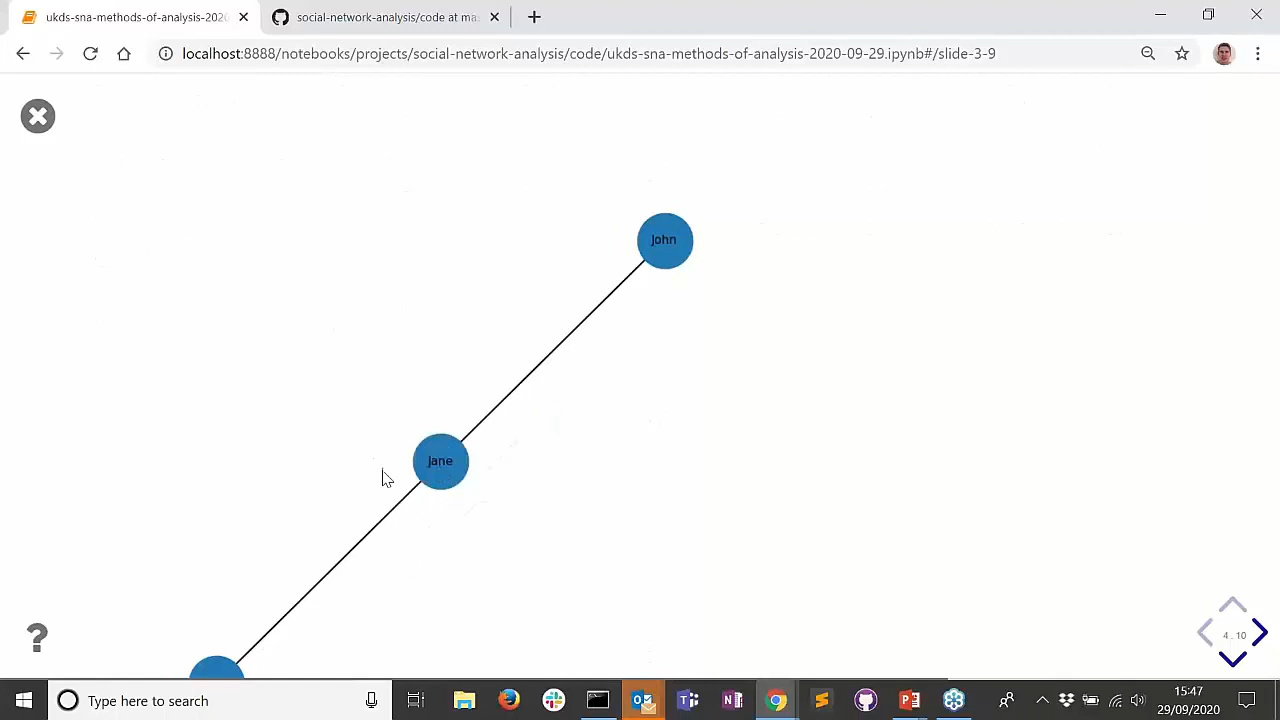 ukds-sna-methods-of-analysis-2020
social-network-analysis/code at ma
localhost:8888/notebooks/projects/social-network-analysis/code/ukds-sna-methods-of-analysis-2020-09-29.ipynb#/slide-3-9
John
Jane
?
4.10
Type here to search
15:47
29/09/2020